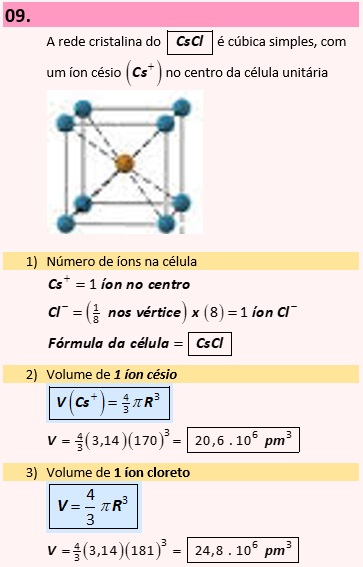 09.
A rede cristalina do CsCl é cúbica simples, com
um íon césio (Cs⁺) no centro da célula unitária
1) Número de íons na célula
Cs⁺ = 1 íon no centro
Cl⁻ = (1/8 nos vértice) x (8) = 1 íon Cl⁻
Fórmula da célula = CsCl
2) Volume de 1 íon césio
V(Cs⁺) = 4/3 π R³
V = 4/3 (3,14)(170)³ = 20,6 . 10⁶ pm³
3) Volume de 1 íon cloreto
V = 4/3 π R³
V = 4/3 (3,14)(181)³ = 24,8 . 10⁶ pm³